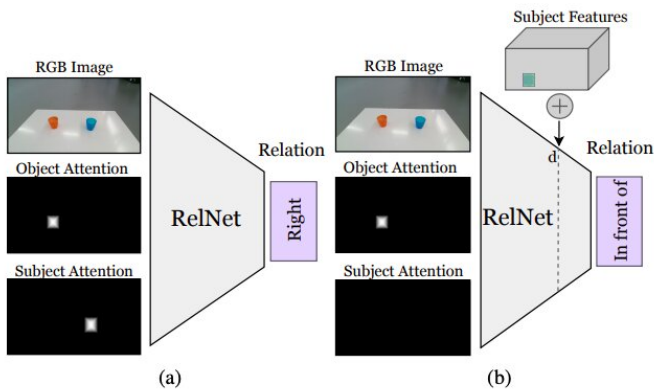 RGB Image
Object Attention
Subject Attention
RelNet
Relation
Right
(a)
Subject Features
RGB Image
Object Attention
Subject Attention
+
d
RelNet
Relation
In front of
(b)